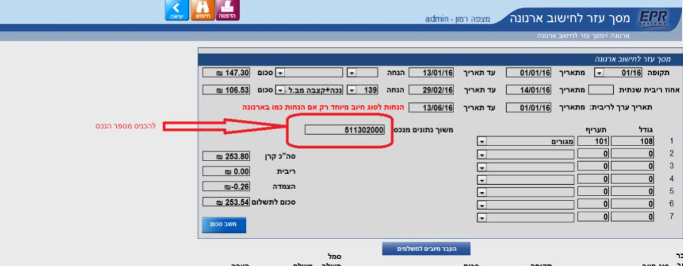 EPR מסך עזר לחישוב ארנונה
מצפה רמון - admin
הדפסה חיפוש יציאה
ארנונה >מסך עזר לחישוב ארנונה
מסך עזר לחישוב ארנונה
תקופה 01/16 מתאריך 01/01/16 עד תאריך 13/01/16 הנחה סכום 147.30 ₪
אחוז ריבית שנתית מתאריך 14/01/16 עד תאריך 29/02/16 הנחה 139 נכה+קצבה מב.ל סכום 106.53 ₪
תאריך ערך לריבית: מתאריך 01/01/16 עד תאריך 13/06/16 הנחות לסוג חיוב מיוחד רק אם הנחות כמו בארנונה
משוך נתונים מנכס 511302000
להכניס מספר הנכס
גודל תעריף
1 108 101 מגורים
2 0 0
3 0 0
4 0 0
5 0 0
6 0 0
7 0 0
סה"כ קרן 253.80 ₪
ריבית 0.00 ₪
הצמדה -0.26 ₪
סכום לתשלום 253.54 ₪
חשב סכום
העבר חיובים לתשלומים
סמל